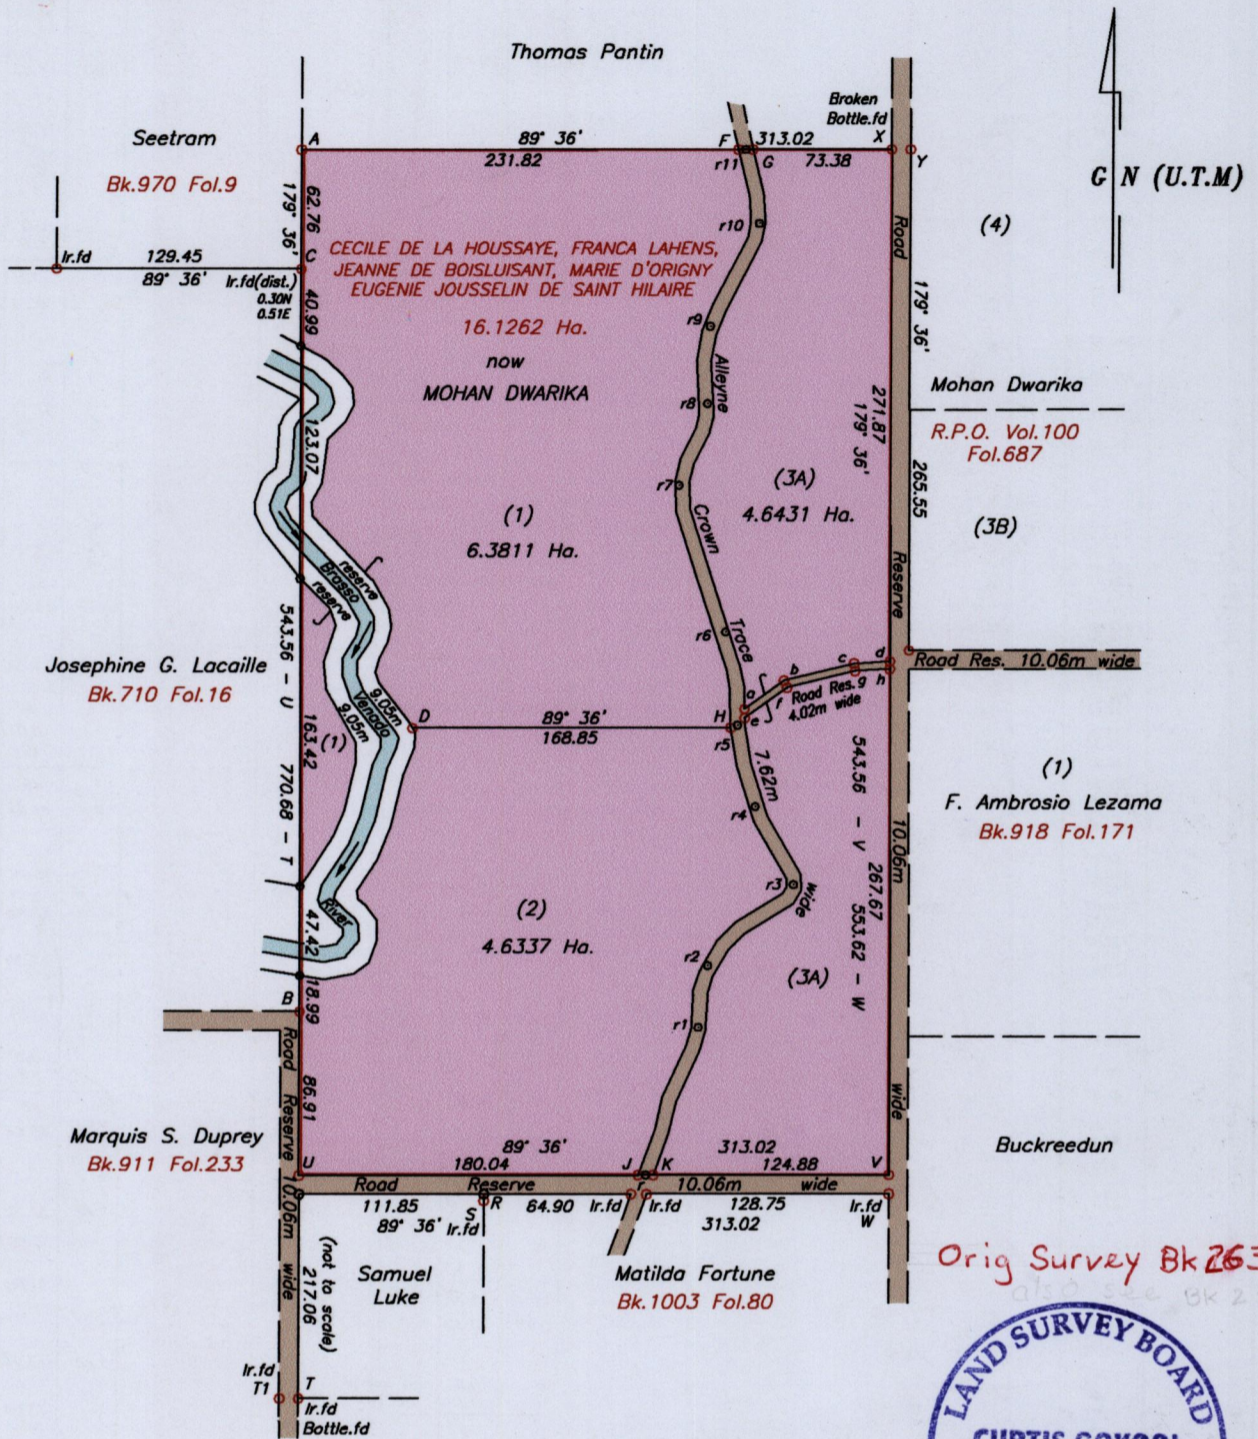 Thomas Pantin
Seetram
Bk.970 Fol.9
A
89° 36'
231.82
F
r11
G
313.02
73.38
Broken
Bottle.fd
X
Y
G N (U.T.M)
62.76
179° 36'
Ir.fd
129.45
89° 36'
C
Ir.fd(dist.)
0.30N
0.51E
40.99
CECILE DE LA HOUSSAYE, FRANCA LAHENS,
JEANNE DE BOISLUISANT, MARIE D'ORIGNY
EUGENIE JOUSSELIN DE SAINT HILAIRE
16.1262 Ha.
now
MOHAN DWARIKA
r10
r9
Alleyne
r8
r7
Crown
r6
Trace
Road
(4)
179° 36'
271.87
179° 36'
Mohan Dwarika
R.P.O. Vol.100
Fol.687
265.55
(3B)
(3A)
4.6431 Ha.
(1)
6.3811 Ha.
123.07
reserve
Brasso
reserve
Reserve
543.56 - U
Josephine G. Lacaille
Bk.710 Fol.16
163.42
(1)
9.05m
Venado
9.05m
D
89° 36'
168.85
H
r5
a
b
c
d
e
f
g
h
Road Res.
4.02m wide
Road Res. 10.06m wide
770.68 - T
7.62m
r4
r3
wide
543.56 - V
267.67
553.62 - W
10.06m
(1)
F. Ambrosio Lezama
Bk.918 Fol.171
River
47.42
(2)
4.6337 Ha.
r2
(3A)
r1
B
18.99
Road
Reserve
86.91
wide
Marquis S. Duprey
Bk.911 Fol.233
Buckreedun
U
89° 36'
180.04
J
K
r
313.02
124.88
V
Road Reserve
10.06m wide
10.06m
wide
111.85
89° 36'
S
Ir.fd
R
64.90
Ir.fd
Ir.fd
128.75
313.02
Ir.fd
W
(not to scale)
217.06
Samuel
Luke
Matilda Fortune
Bk.1003 Fol.80
Orig Survey Bk 263
also see Bk 2
Ir.fd
T1
T
Ir.fd
Bottle.fd
LAND SURVEY BOARD